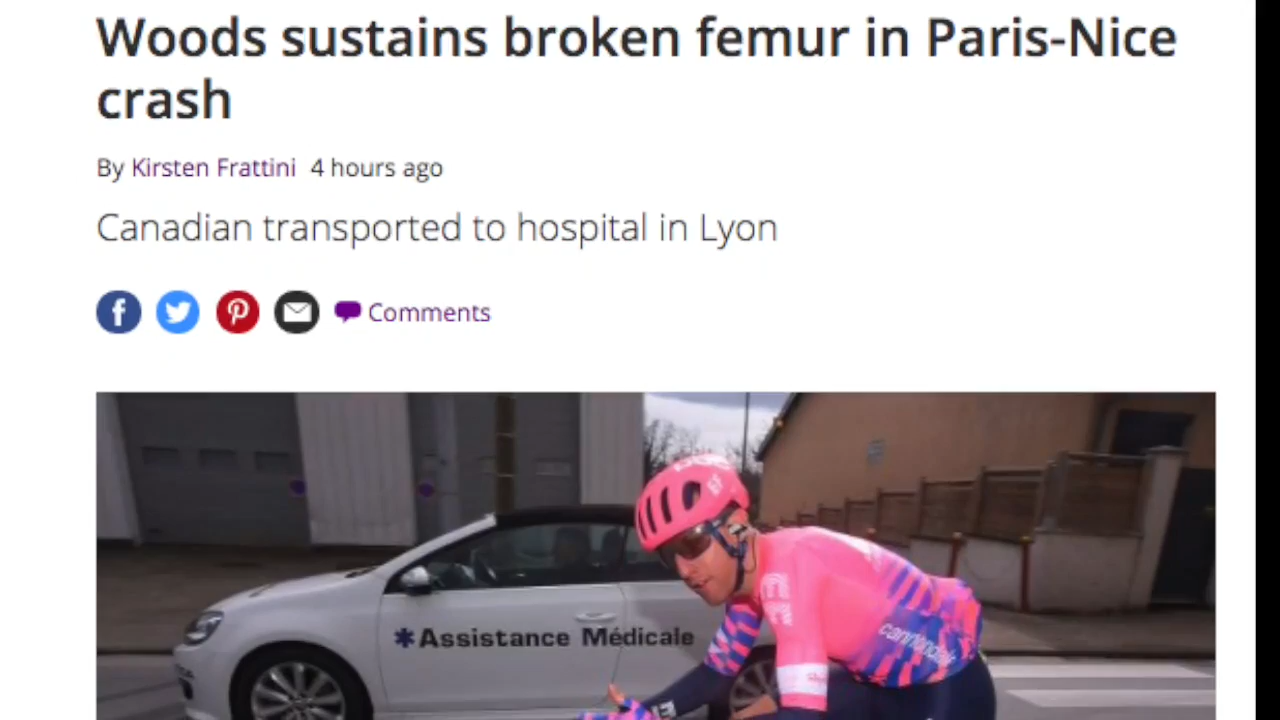 Woods sustains broken femur in Paris-Nice
crash
By Kirsten Frattini 4 hours ago
Canadian transported to hospital in Lyon
Comments
*Assistance Médicale
cannondale